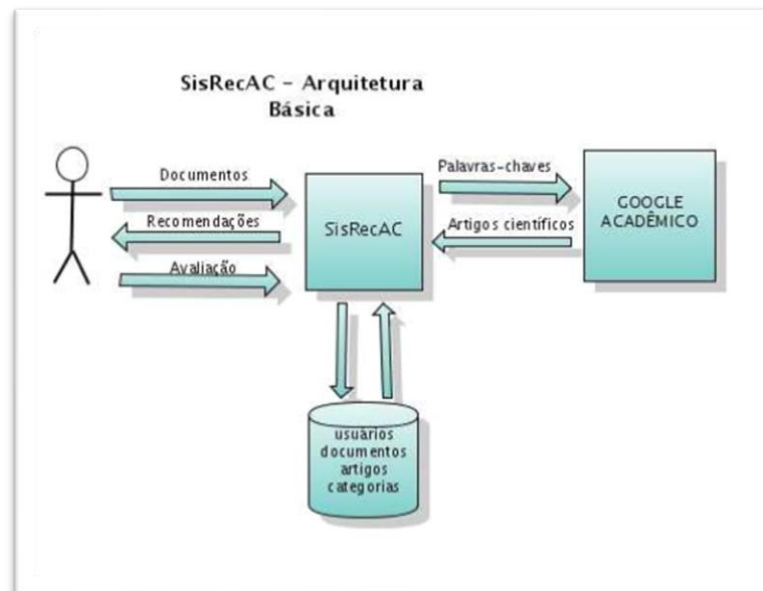 SisRecAC - Arquitetura
Básica
Documentos
Recomendações
Avaliação
SisRecAC
Palavras-chaves
Artigos científicos
GOOGLE
ACADÊMICO
usuários
documentos
artigos
categorias